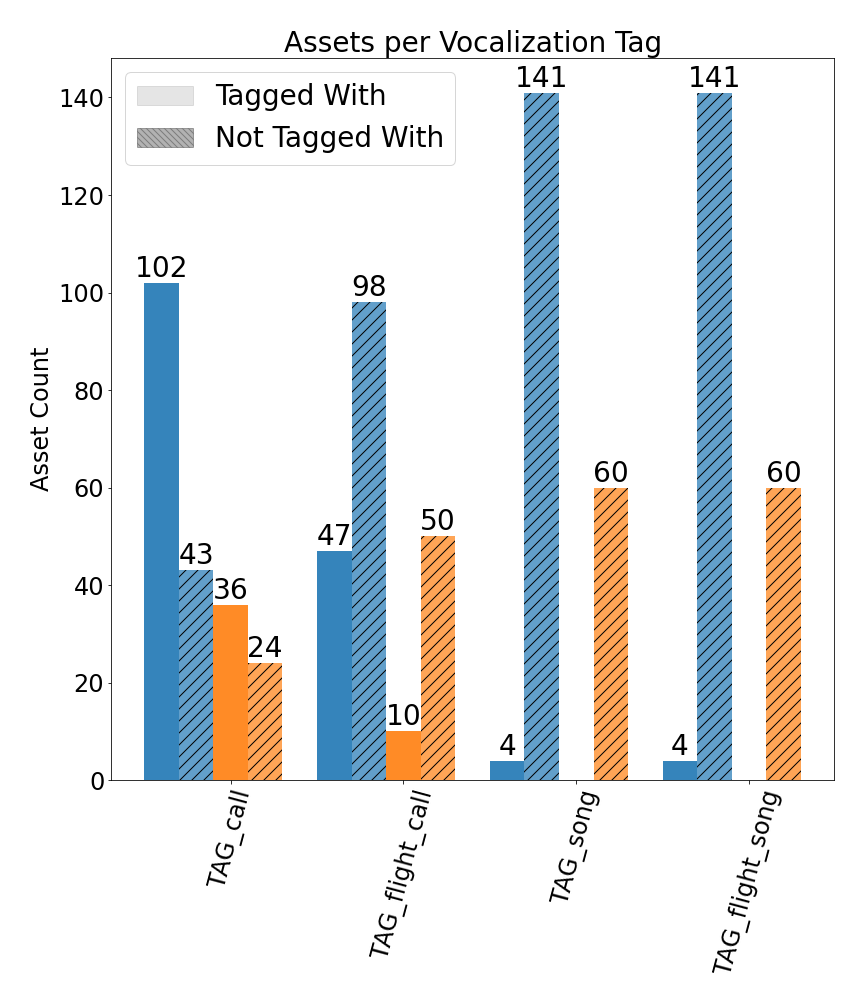 Assets per Vocalization Tag
Tagged With
Not Tagged With
Asset Count
140
120
100
80
60
40
20
0
102
43
36
24
47
98
10
50
4
141
60
4
141
60
TAG_call
TAG_flight_call
TAG_song
TAG_flight_song